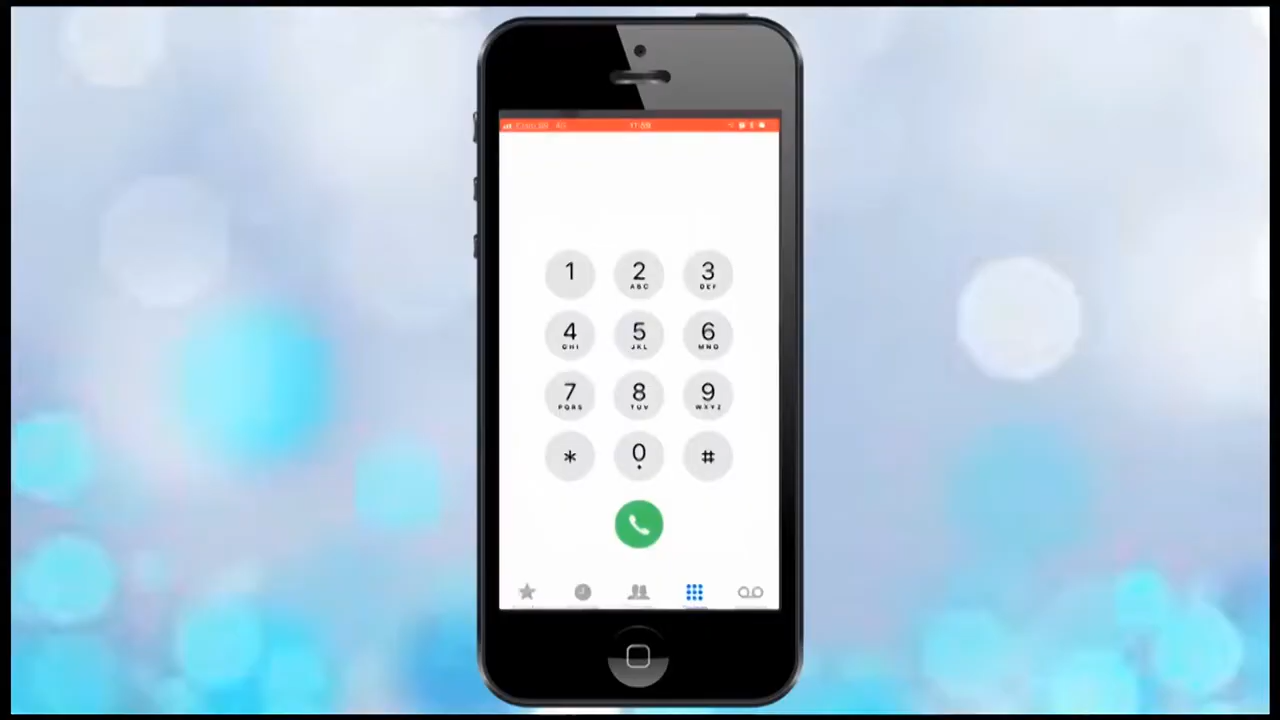 1 2 3
ABC DEF
4 5 6
GHI JKL MNO
7 8 9
PQRS TUV WXYZ
* 0 #
+